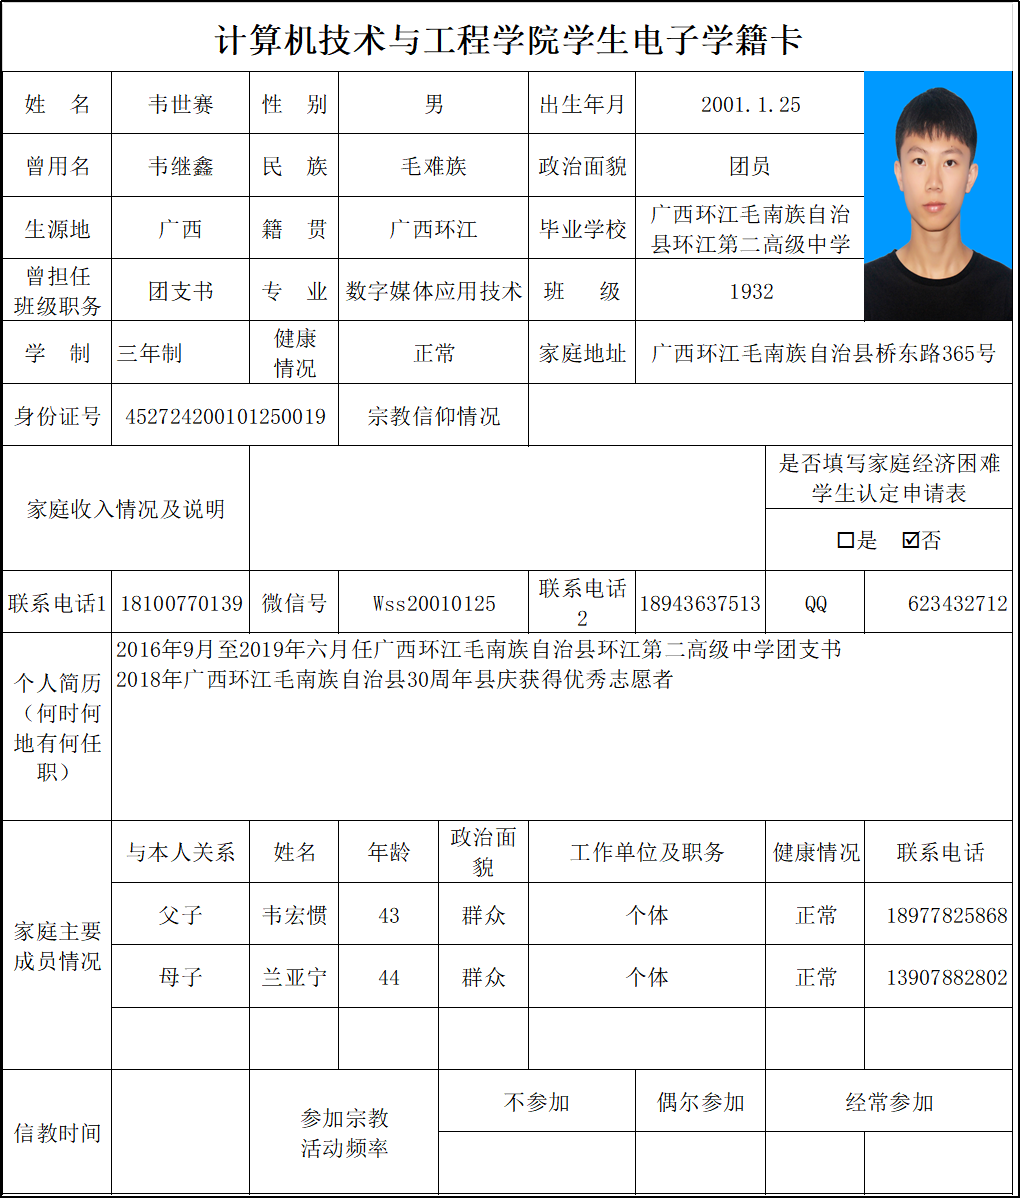 计算机技术与工程学院学生电子学籍卡
姓 名 韦世赛 性 别 男 出生年月 2001.1.25
曾用名 韦继鑫 民 族 毛难族 政治面貌 团员
生源地 广西 籍 贯 广西环江 毕业学校 广西环江毛南族自治
县环江第二高级中学
曾担任
班级职务 团支书 专 业 数字媒体应用技术 班 级 1932
学 制 三年制 健康
情况 正常 家庭地址 广西环江毛南族自治县桥东路365号
身份证号 452724200101250019 宗教信仰情况
家庭收入情况及说明 是否填写家庭经济困难
学生认定申请表
☐是 ☑否
联系电话1 18100770139 微信号 Wss20010125 联系电话
2 18943637513 QQ 623432712
个人简历
（何时何
地有何任
职）
2016年9月至2019年六月任广西环江毛南族自治县环江第二高级中学团支书
2018年广西环江毛南族自治县30周年县庆获得优秀志愿者
家庭主要
成员情况
与本人关系 姓名 年龄 政治面
貌 工作单位及职务 健康情况 联系电话
父子 韦宏惯 43 群众 个体 正常 18977825868
母子 兰亚宁 44 群众 个体 正常 13907882802
信教时间 参加宗教
活动频率 不参加 偶尔参加 经常参加